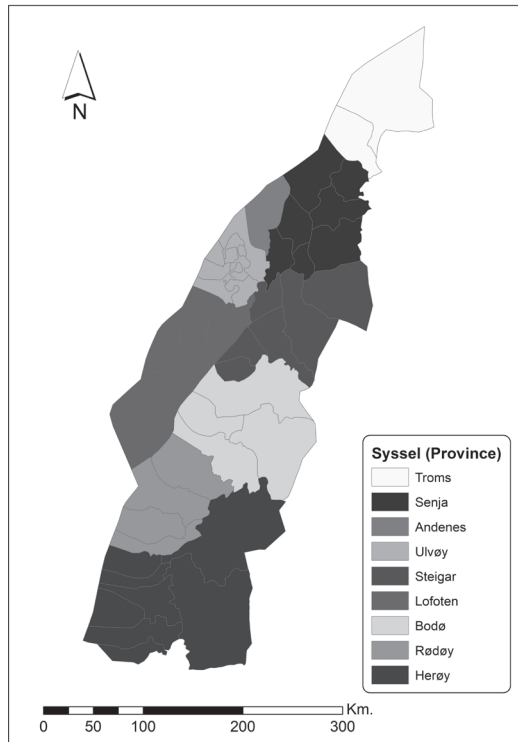 N
Syssel (Province)
Troms
Senja
Andenes
Ulvøy
Steigar
Lofoten
Bodø
Rødøy
Herøy
Km.
0 50 100 200 300